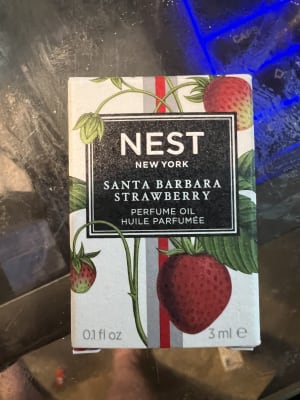 NEST
NEW YORK
SANTA BARBARA
STRAWBERRY
PERFUME OIL
HUILE PARFUMÉE
0.1 fl oz 3 ml ℮